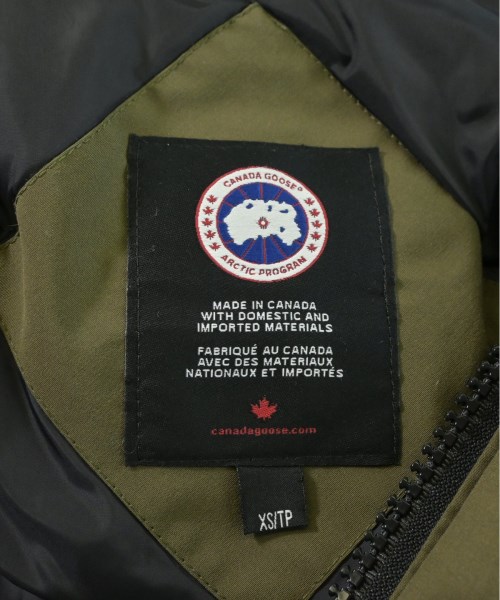 CANADA GOOSE®
ARCTIC PROGRAM
MADE IN CANADA
WITH DOMESTIC AND
IMPORTED MATERIALS
FABRIQUÉ AU CANADA
AVEC DES MATERIAUX
NATIONAUX ET IMPORTÉS
canadagoose.com
XS/TP